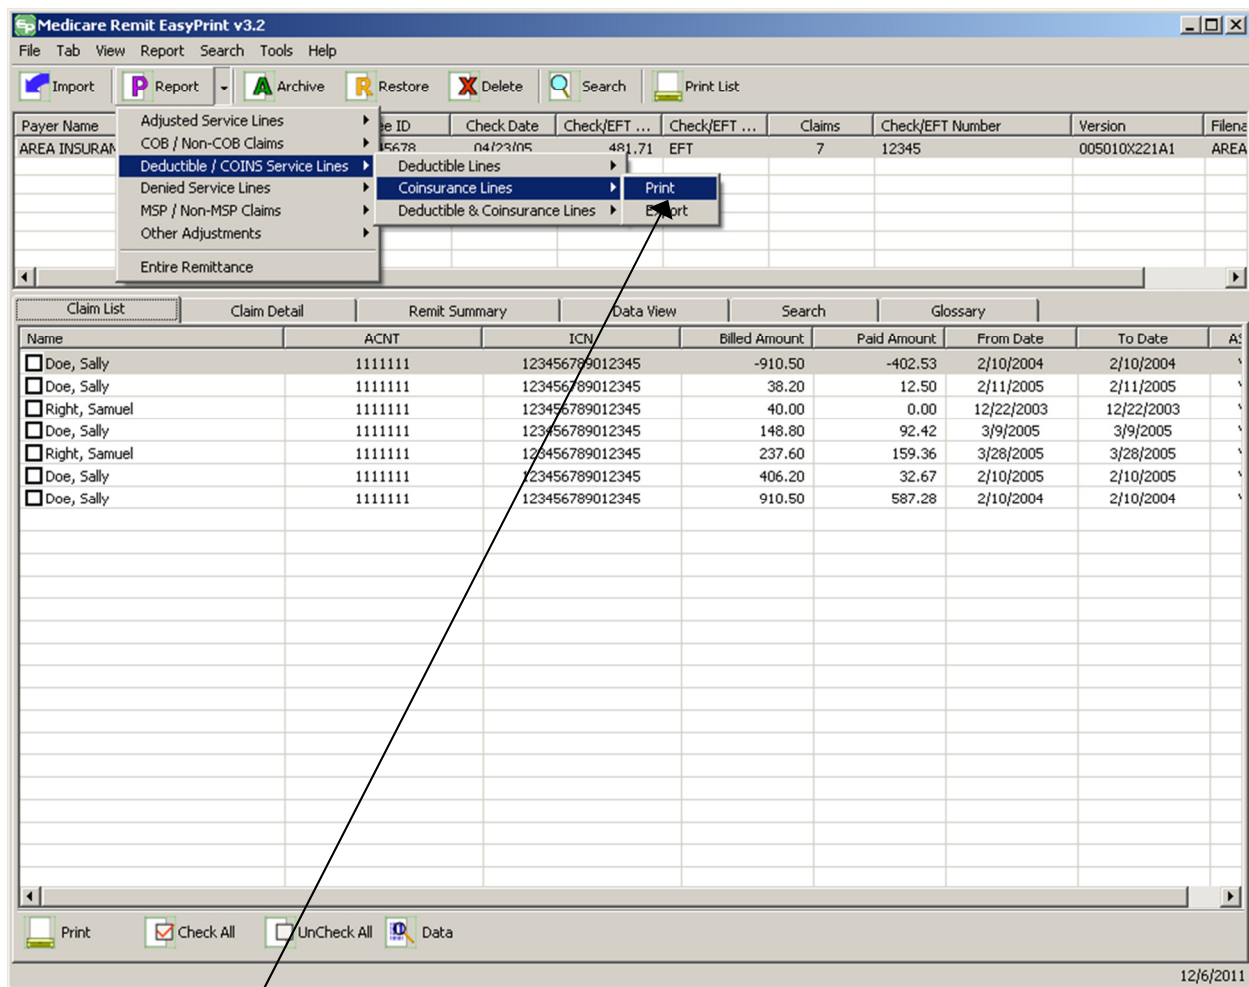 Medicare Remit EasyPrint v3.2
File Tab View Report Search Tools Help
Import Report Archive Restore Delete Search Print List
Payer Name ee ID Check Date Check/EFT ... Check/EFT ... Claims Check/EFT Number Version Filena
AREA INSURAN 5678 04/23/05 481.71 EFT 7 12345 005010X221A1 AREA
Adjusted Service Lines
COB / Non-COB Claims
Deductible / COINS Service Lines
Denied Service Lines
MSP / Non-MSP Claims
Other Adjustments
Entire Remittance
Deductible Lines
Coinsurance Lines
Deductible & Coinsurance Lines
Print
Export
Claim List Claim Detail Remit Summary Data View Search Glossary
Name ACNT ICN Billed Amount Paid Amount From Date To Date AS
Doe, Sally 1111111 123456789012345 -910.50 -402.53 2/10/2004 2/10/2004
Doe, Sally 1111111 123456789012345 38.20 12.50 2/11/2005 2/11/2005
Right, Samuel 1111111 123456789012345 40.00 0.00 12/22/2003 12/22/2003
Doe, Sally 1111111 123456789012345 148.80 92.42 3/9/2005 3/9/2005
Right, Samuel 1111111 123456789012345 237.60 159.36 3/28/2005 3/28/2005
Doe, Sally 1111111 123456789012345 406.20 32.67 2/10/2005 2/10/2005
Doe, Sally 1111111 123456789012345 910.50 587.28 2/10/2004 2/10/2004
Print Check All UnCheck All Data
12/6/2011